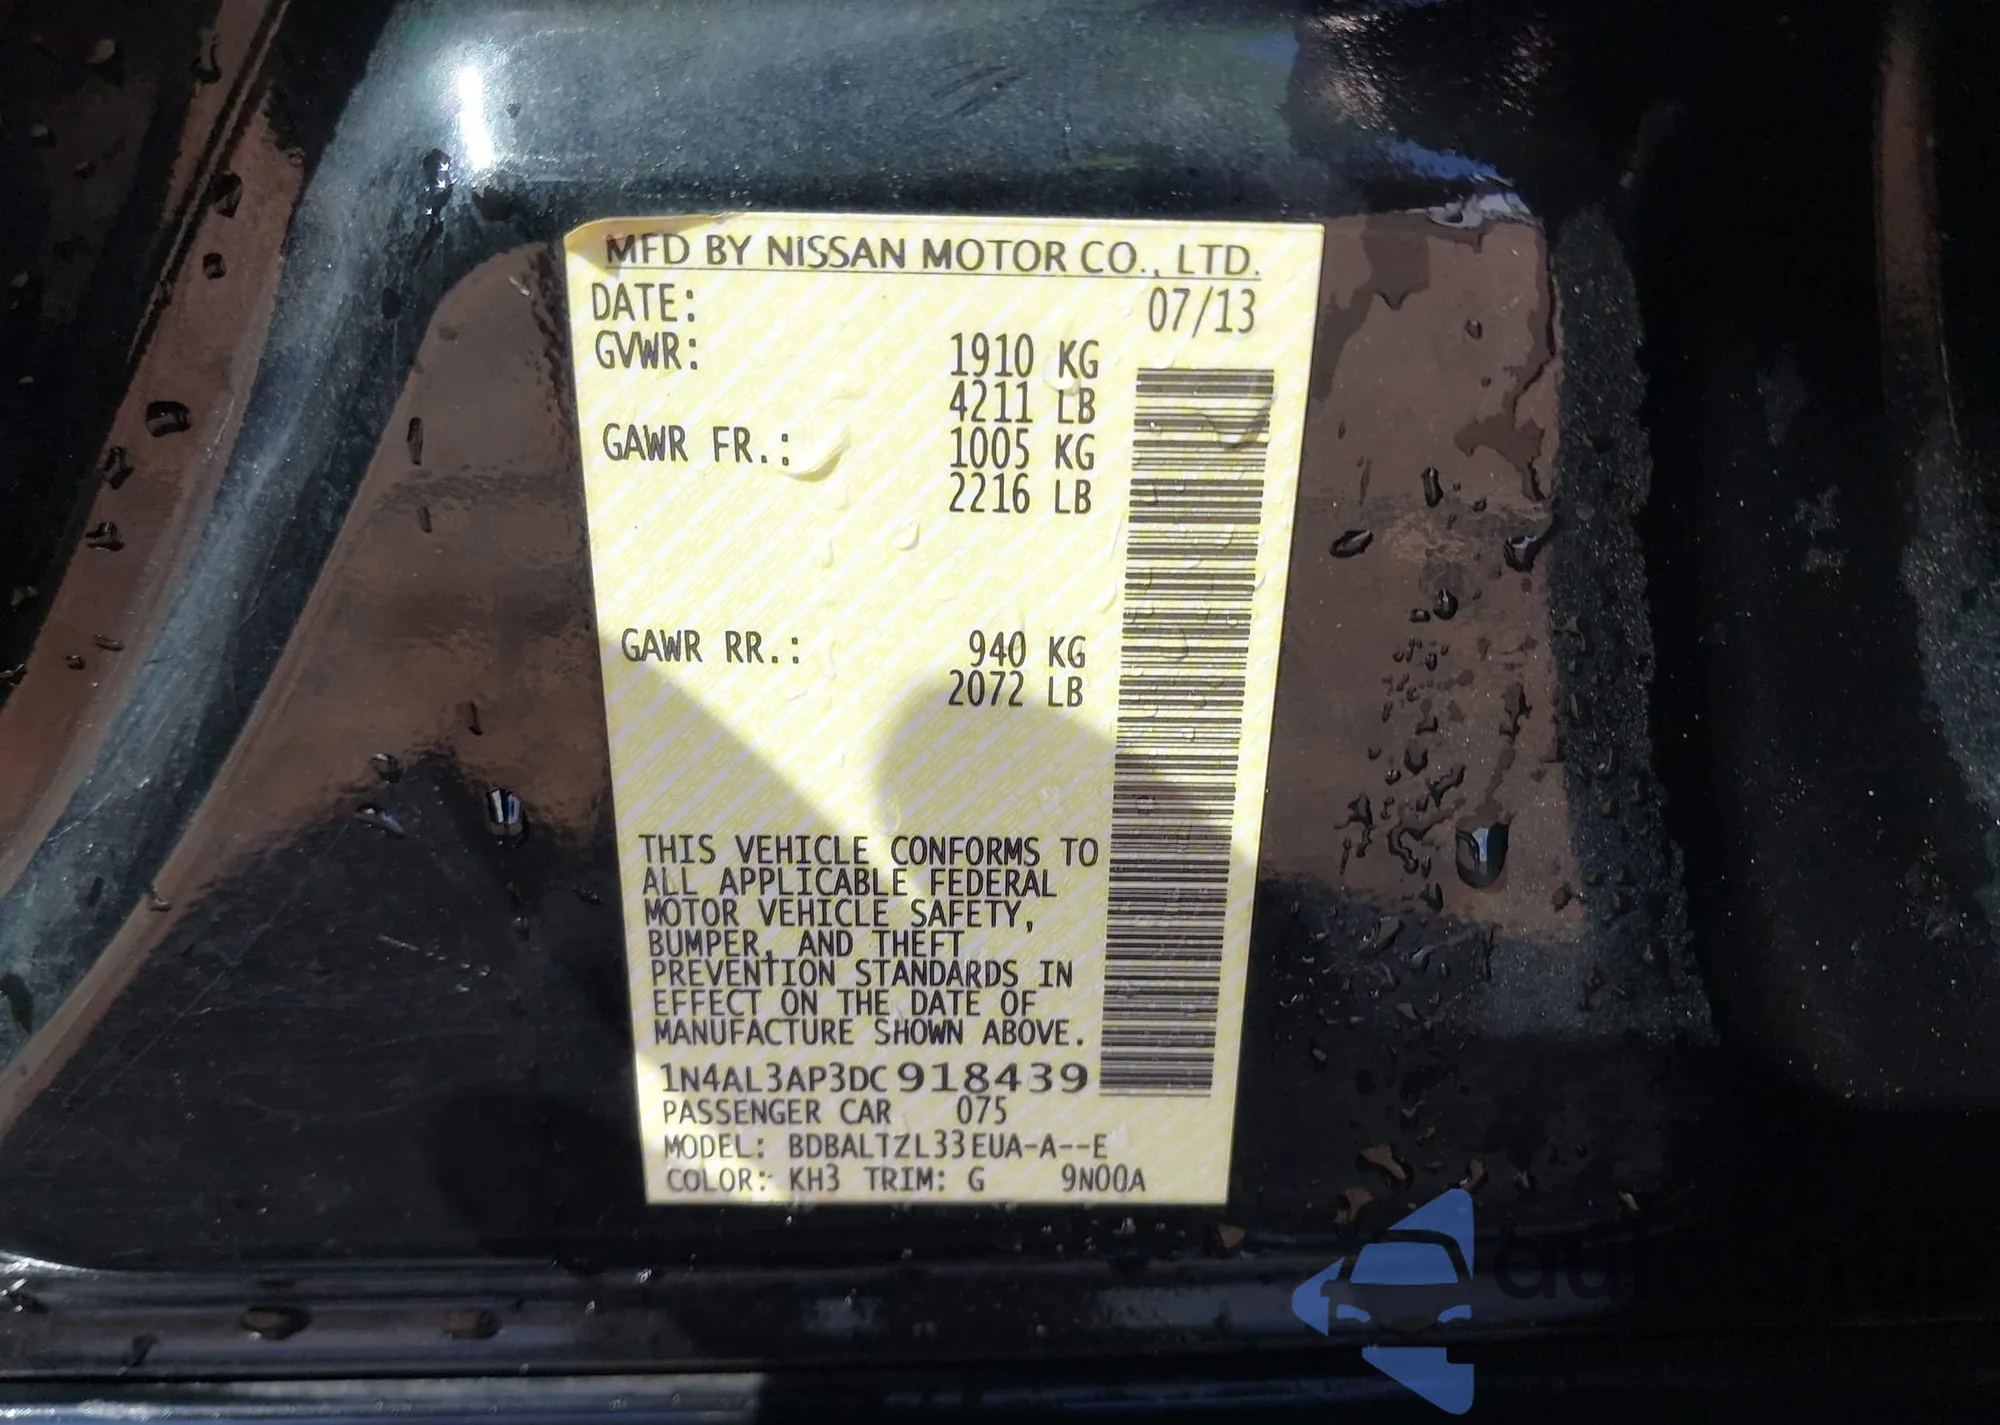 MFD BY NISSAN MOTOR CO., LTD.
DATE: 07/13
GVWR: 1910 KG
4211 LB
GAWR FR.: 1005 KG
2216 LB
GAWR RR.: 940 KG
2072 LB
THIS VEHICLE CONFORMS TO
ALL APPLICABLE FEDERAL
MOTOR VEHICLE SAFETY,
BUMPER, AND THEFT
PREVENTION STANDARDS IN
EFFECT ON THE DATE OF
MANUFACTURE SHOWN ABOVE.
1N4AL3AP3DC918439
PASSENGER CAR 075
MODEL: BDBALTZL33EUA-A--E
COLOR: KH3 TRIM: G 9N00A